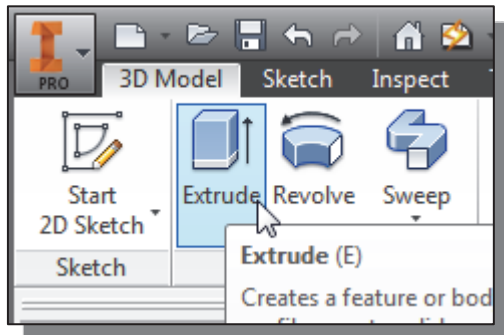 PRO
3D Model Sketch Inspect
Start
2D Sketch
Extrude Revolve Sweep
Sketch
Extrude (E)
Creates a feature or bod